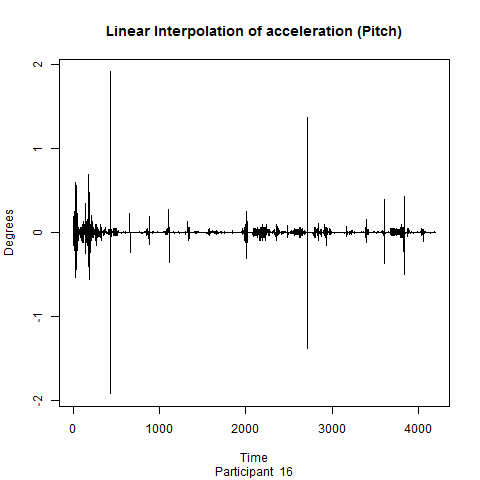 Linear Interpolation of acceleration (Pitch)
2
1
0
-1
-2
Degrees
0 1000 2000 3000 4000
Time
Participant 16